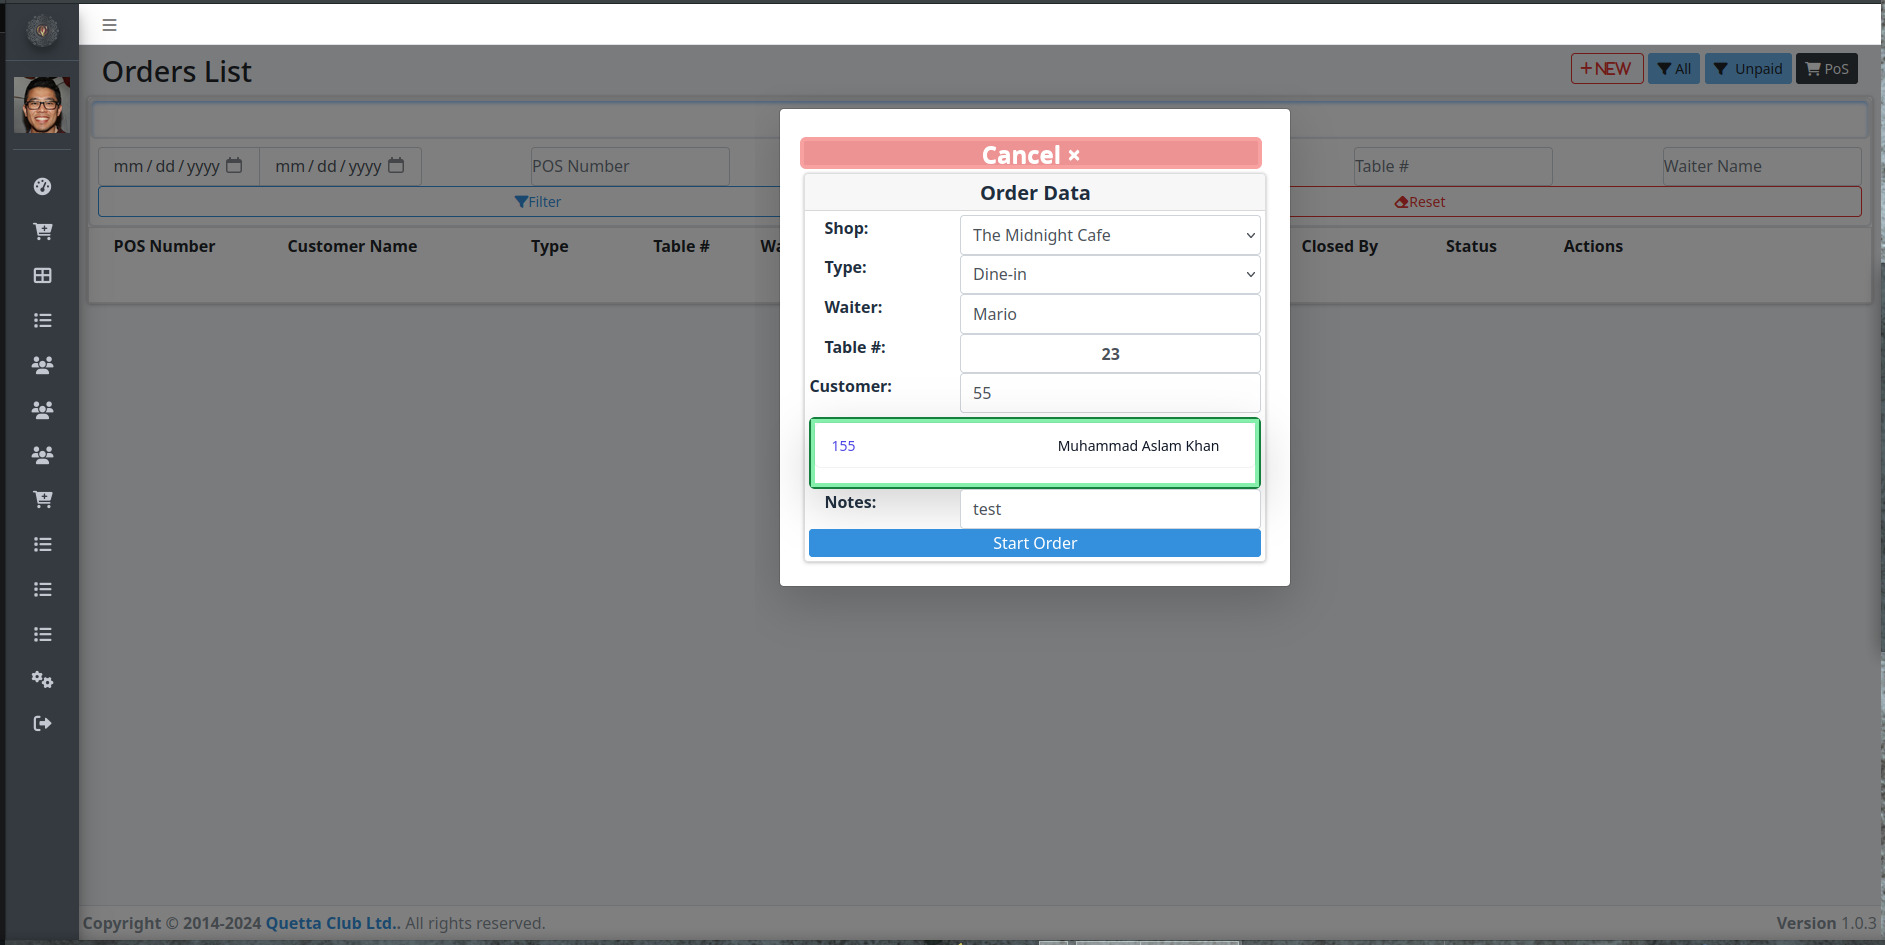 Orders List
+NEW
All
Unpaid
PoS
mm/dd/yyyy
mm/dd/yyyy
POS Number
Table #
Waiter Name
Filter
Reset
POS Number
Customer Name
Type
Table #
Wa
Closed By
Status
Actions
Cancel ×
Order Data
Shop:
The Midnight Cafe
Type:
Dine-in
Waiter:
Mario
Table #:
23
Customer:
55
155
Muhammad Aslam Khan
Notes:
test
Start Order
Copyright © 2014-2024 Quetta Club Ltd.. All rights reserved.
Version 1.0.3